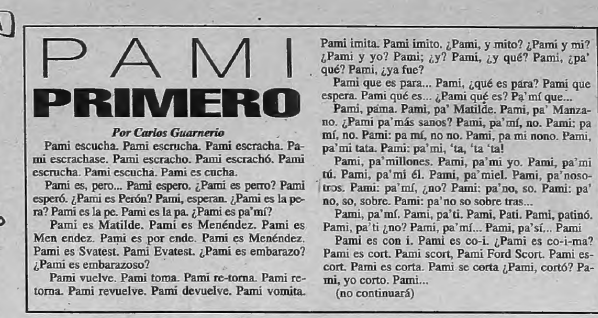 PAMI
PRIMERO
Por Carlos Guarnerio
Pami escucha. Pami escrucha. Pami escracha. Pa-
mi escrachase. Pami escracho. Pami escrachó. Pami
escrucha. Pami escucha. Pami es cucha.
Pami es, pero... Pami espero. ¿Pami es perro? Pami
esperó. ¿Pami es Perón? Pami, esperan. ¿Pami es la pe-
ra? Pami es la pe. Pami es la pa. ¿Pami es pa'mí?
Pami es Matilde. Pami es Menéndez. Pami es
Men endez. Pami es por ende. Pami es Menéndez.
Pami es Svatest. Pami Evatest. ¿Pami es embarazo?
¿Pami es embarazoso?
Pami vuelve. Pami toma. Pami re-torna. Pami re-
torna. Pami revuelve. Pami devuelve. Pami vomita.
Pami imita. Pami imito. ¿Pami, y mito? ¿Pami y mi?
¿Pami y yo? Pami; ¿y? Pami, ¿y qué? Pami, ¿pa'
qué? Pami, ¿ya fue?
Pami que es para... Pami, ¿qué es pára? Pami que
espera. Pami qué es... ¿Pami qué es? Pa'mí que...
Pami, pama. Pami, pa' Matilde. Pami, pa' Manza-
no. ¿Pami pa'más sanos? Pami, pa'mí, no. Pami: pa
mí, no. Pami: pa mí, no no. Pami, pa mi nono. Pami,
pa'mi tata. Pami: pa'mi, 'ta, 'ta 'ta!
Pami, pa'millones. Pami, pa'mi yo. Pami, pa'mi
tú. Pami, pa'mi él. Pami, pa'miel. Pami, pa'noso-
tros. Pami: pa'mí, ¿no? Pami: pa'no, so. Pami: pa'
no, so, sobre. Pami: pa'no so sobre tras...
Pami, pa'mí. Pami, pa'ti. Pami, Pati. Pami, patinó.
Pami, pa'ti ¿no? Pami, pa'mí... Pami, pa'sí... Pami
Pami es con i. Pami es co-i. ¿Pami es co-i-ma?
Pami es cort. Pami scort, Pami Ford Scort. Pami es-
cort. Pami es corta. Pami se corta ¿Pami, cortó? Pa-
mi, yo corto. Pami...
(no continuará)